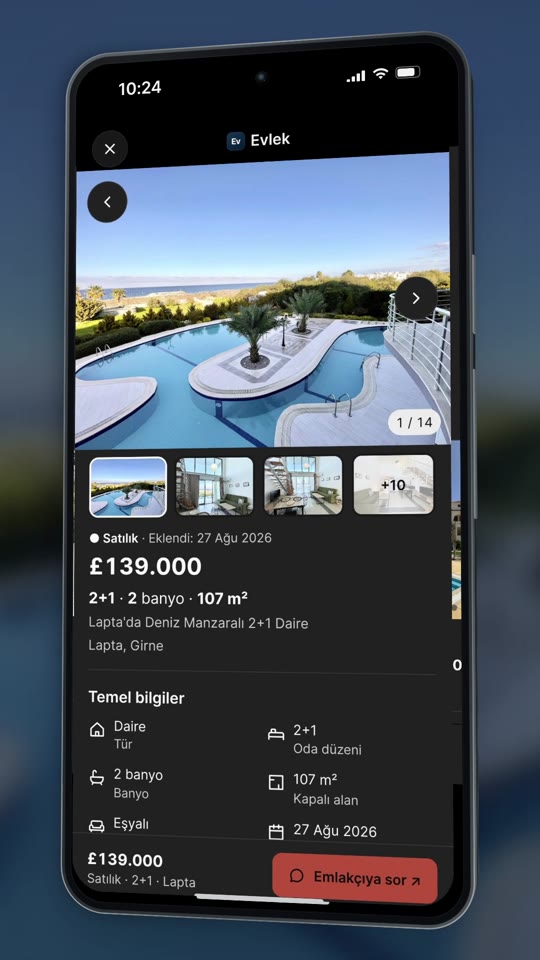 10:24
Ev Evlek
1 / 14
+10
Satılık · Eklendi: 27 Ağu 2026
£139.000
2+1 · 2 banyo · 107 m²
Lapta'da Deniz Manzaralı 2+1 Daire
Lapta, Girne
0
Temel bilgiler
Daire
Tür
2+1
Oda düzeni
2 banyo
Banyo
107 m²
Kapalı alan
Eşyalı
27 Ağu 2026
£139.000
Satılık · 2+1 · Lapta
Emlakçıya sor ↗